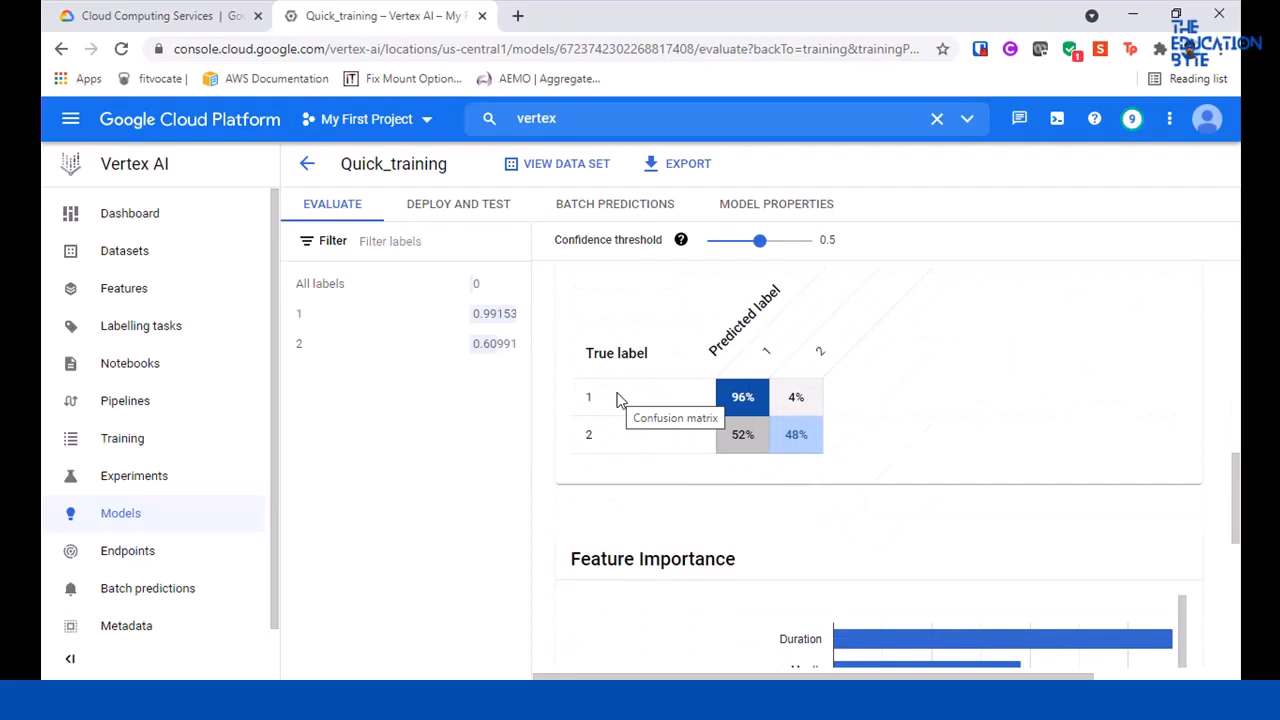 Cloud Computing Services | Go
Quick_training – Vertex AI – My F
console.cloud.google.com/vertex-ai/locations/us-central1/models/6723742302268817408/evaluate?backTo=training&trainingP...
THE
EDUCATION
BYTE
Apps
fitvocate |
AWS Documentation
Fix Mount Option...
AEMO | Aggregate...
Reading list
Google Cloud Platform
My First Project
vertex
9
Vertex AI
Quick_training
VIEW DATA SET
EXPORT
Dashboard
Datasets
Features
Labelling tasks
Notebooks
Pipelines
Training
Experiments
Models
Endpoints
Batch predictions
Metadata
EVALUATE
DEPLOY AND TEST
BATCH PREDICTIONS
MODEL PROPERTIES
Filter Filter labels
All labels 0
1 0.99153
2 0.60991
Confidence threshold 0.5
Predicted label
True label 1 2
1 96% 4%
Confusion matrix
2 52% 48%
Feature Importance
Duration